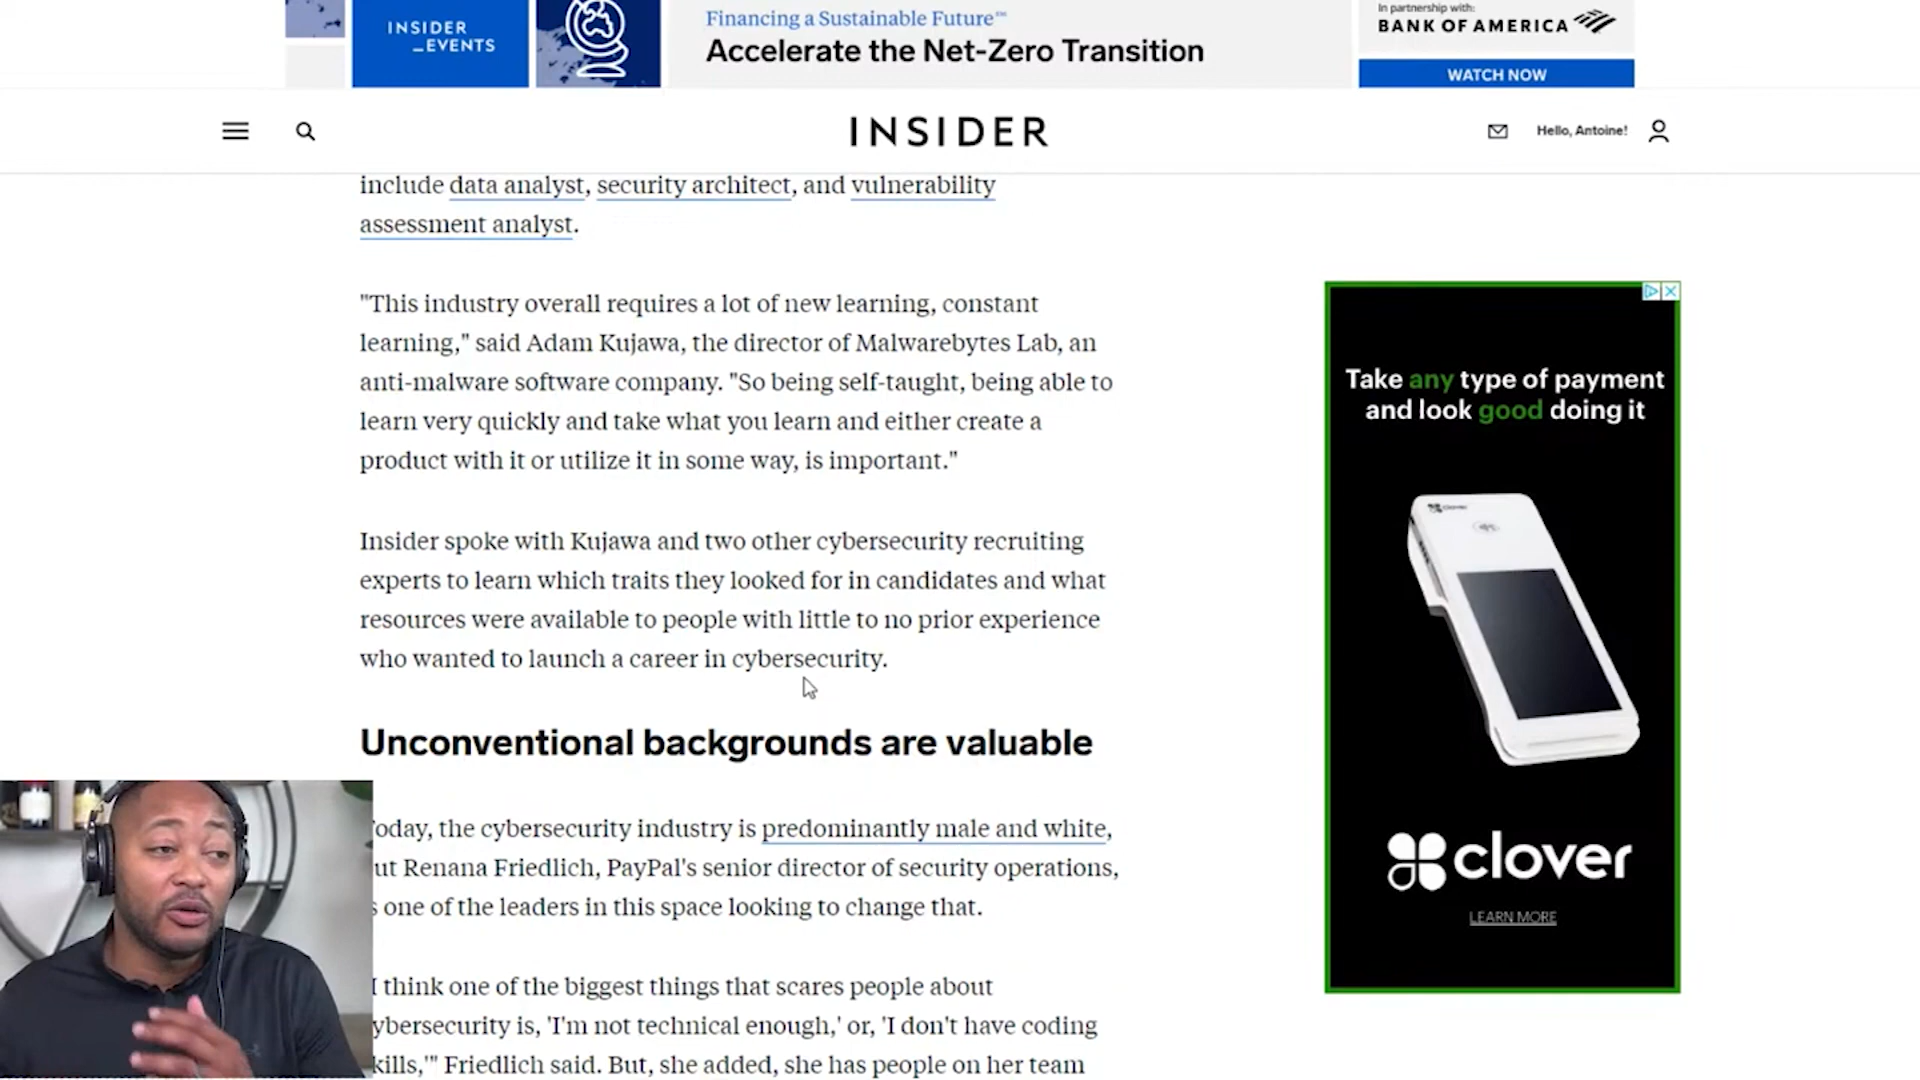 INSIDER
_EVENTS
Financing a Sustainable Future™
Accelerate the Net-Zero Transition
In partnership with:
BANK OF AMERICA
WATCH NOW
INSIDER
Hello, Antoine!
include data analyst, security architect, and vulnerability
assessment analyst.
"This industry overall requires a lot of new learning, constant
learning," said Adam Kujawa, the director of Malwarebytes Lab, an
anti-malware software company. "So being self-taught, being able to
learn very quickly and take what you learn and either create a
product with it or utilize it in some way, is important."
Insider spoke with Kujawa and two other cybersecurity recruiting
experts to learn which traits they looked for in candidates and what
resources were available to people with little to no prior experience
who wanted to launch a career in cybersecurity.
Unconventional backgrounds are valuable
oday, the cybersecurity industry is predominantly male and white,
ut Renana Friedlich, PayPal's senior director of security operations,
s one of the leaders in this space looking to change that.
I think one of the biggest things that scares people about
ybersecurity is, 'I'm not technical enough,' or, 'I don't have coding
kills,'" Friedlich said. But, she added, she has people on her team
Take any type of payment
and look good doing it
Clover
clover
LEARN MORE